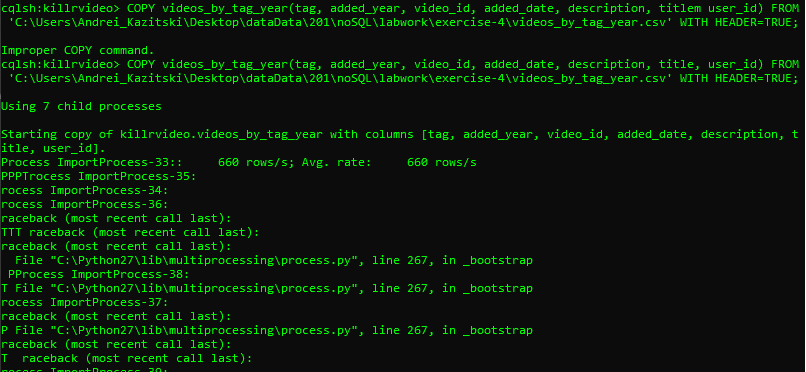 cqlsh:killrvideo> COPY videos_by_tag_year(tag, added_year, video_id, added_date, description, titlem user_id) FROM
'C:\Users\Andrei_Kazitski\Desktop\dataData\201\noSQL\labwork\exercise-4\videos_by_tag_year.csv' WITH HEADER=TRUE;
Improper COPY command.
cqlsh:killrvideo> COPY videos_by_tag_year(tag, added_year, video_id, added_date, description, title, user_id) FROM
'C:\Users\Andrei_Kazitski\Desktop\dataData\201\noSQL\labwork\exercise-4\videos_by_tag_year.csv' WITH HEADER=TRUE;
Using 7 child processes
Starting copy of killrvideo.videos_by_tag_year with columns [tag, added_year, video_id, added_date, description, t
itle, user_id].
Process ImportProcess-33::     660 rows/s; Avg. rate:     660 rows/s
PPPTrocess ImportProcess-35:
rocess ImportProcess-34:
rocess ImportProcess-36:
raceback (most recent call last):
TTT raceback (most recent call last):
raceback (most recent call last):
  File "C:\Python27\lib\multiprocessing\process.py", line 267, in _bootstrap
 PProcess ImportProcess-38:
T File "C:\Python27\lib\multiprocessing\process.py", line 267, in _bootstrap
rocess ImportProcess-37:
raceback (most recent call last):
P File "C:\Python27\lib\multiprocessing\process.py", line 267, in _bootstrap
raceback (most recent call last):
T  raceback (most recent call last):
rocess ImportProcess-39: